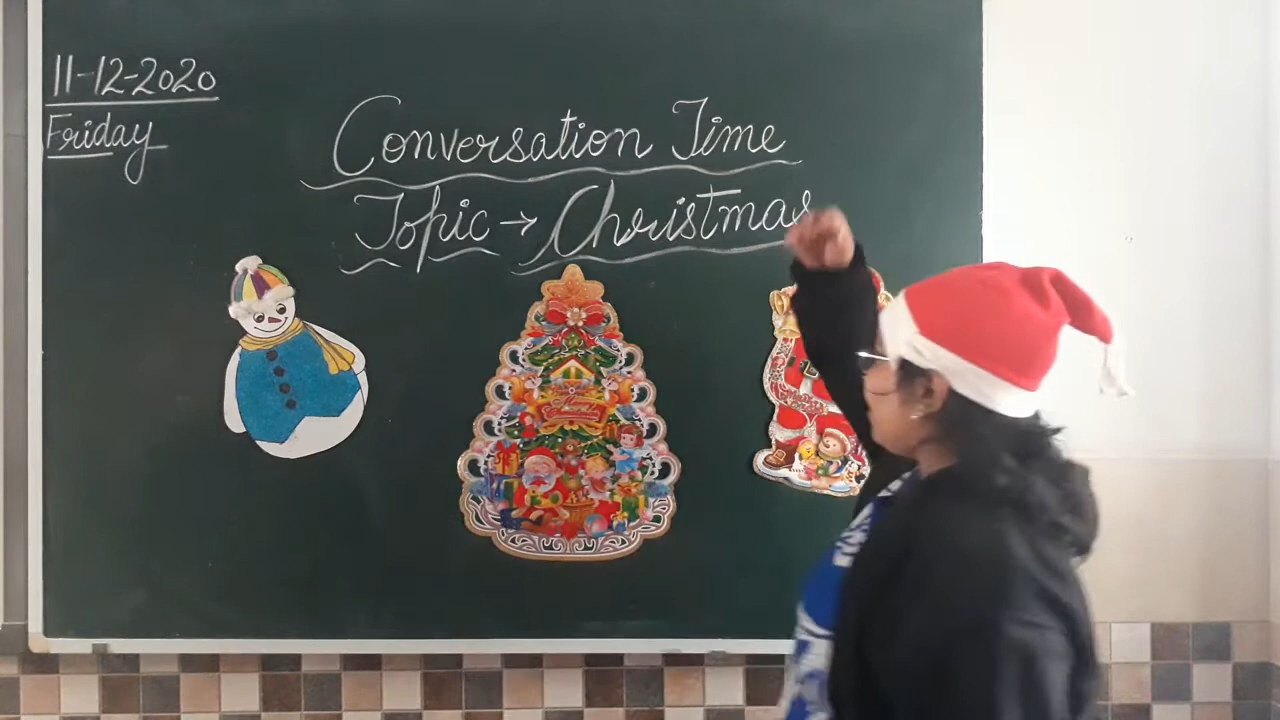 11-12-2020
Friday
Conversation Time
Topic → Christmas